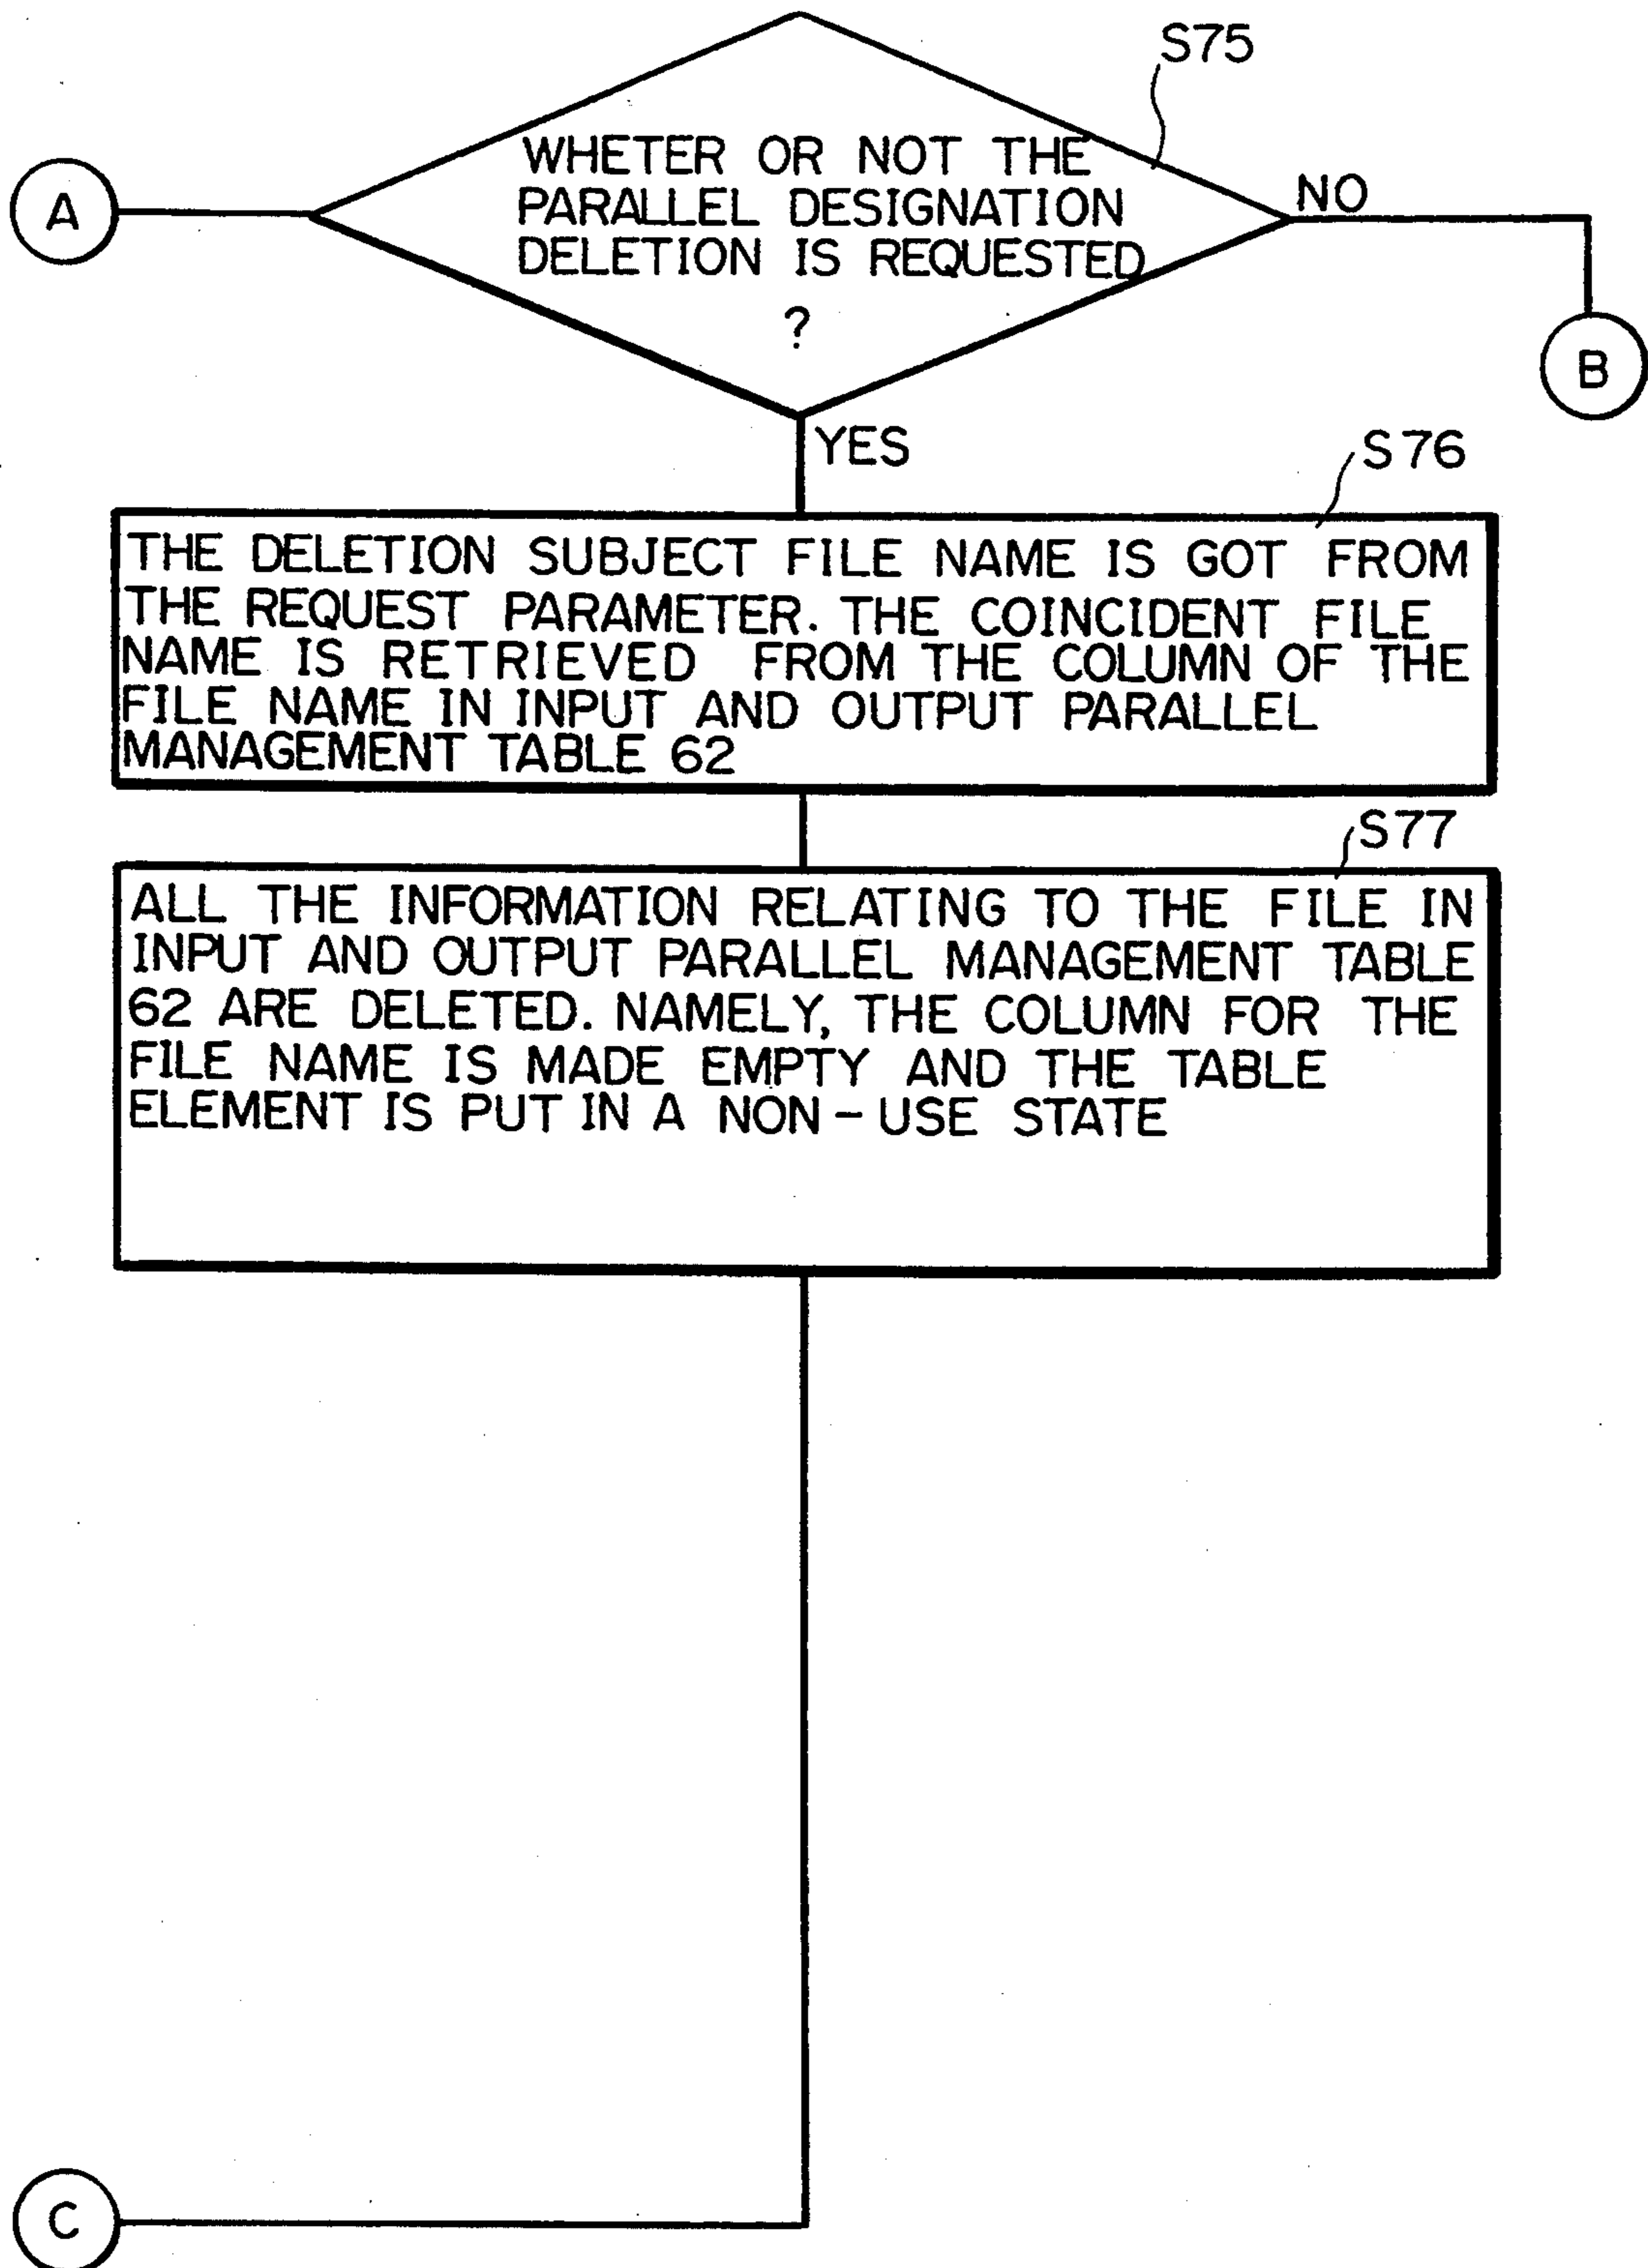 S75
WHETER OR NOT THE
PARALLEL DESIGNATION
DELETION IS REQUESTED
?
A
NO
B
YES
S76
THE DELETION SUBJECT FILE NAME IS GOT FROM
THE REQUEST PARAMETER. THE COINCIDENT FILE
NAME IS RETRIEVED FROM THE COLUMN OF THE
FILE NAME IN INPUT AND OUTPUT PARALLEL
MANAGEMENT TABLE 62
S77
ALL THE INFORMATION RELATING TO THE FILE IN
INPUT AND OUTPUT PARALLEL MANAGEMENT TABLE
62 ARE DELETED. NAMELY, THE COLUMN FOR THE
FILE NAME IS MADE EMPTY AND THE TABLE
ELEMENT IS PUT IN A NON-USE STATE
C